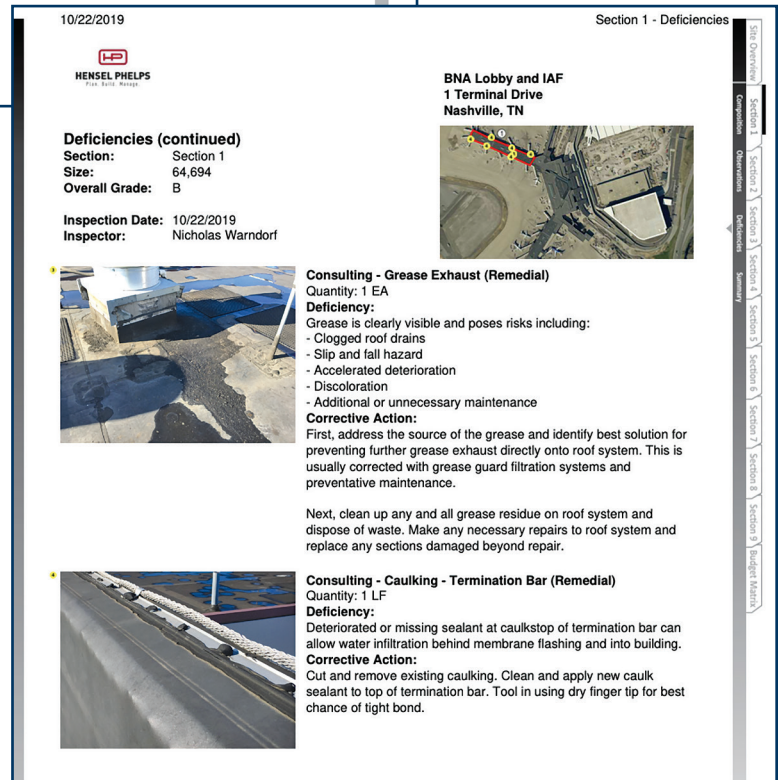 10/22/2019
Section 1 - Deficiencies
HP
HENSEL PHELPS
Plan. Build. Manage.
BNA Lobby and IAF
1 Terminal Drive
Nashville, TN
Deficiencies (continued)
Section: Section 1
Size: 64,694
Overall Grade: B
Inspection Date: 10/22/2019
Inspector: Nicholas Warndorf
1
3
Consulting - Grease Exhaust (Remedial)
Quantity: 1 EA
Deficiency:
Grease is clearly visible and poses risks including:
- Clogged roof drains
- Slip and fall hazard
- Accelerated deterioration
- Discoloration
- Additional or unnecessary maintenance
Corrective Action:
First, address the source of the grease and identify best solution for
preventing further grease exhaust directly onto roof system. This is
usually corrected with grease guard filtration systems and
preventative maintenance.
Next, clean up any and all grease residue on roof system and
dispose of waste. Make any necessary repairs to roof system and
replace any sections damaged beyond repair.
4
Consulting - Caulking - Termination Bar (Remedial)
Quantity: 1 LF
Deficiency:
Deteriorated or missing sealant at caulkstop of termination bar can
allow water infiltration behind membrane flashing and into building.
Corrective Action:
Cut and remove existing caulking. Clean and apply new caulk
sealant to top of termination bar. Tool in using dry finger tip for best
chance of tight bond.
Composition
Observations
Deficiencies
Summary
Site Overview
Section 1
Section 2
Section 3
Section 4
Section 5
Section 6
Section 7
Section 8
Section 9
Budget Matrix